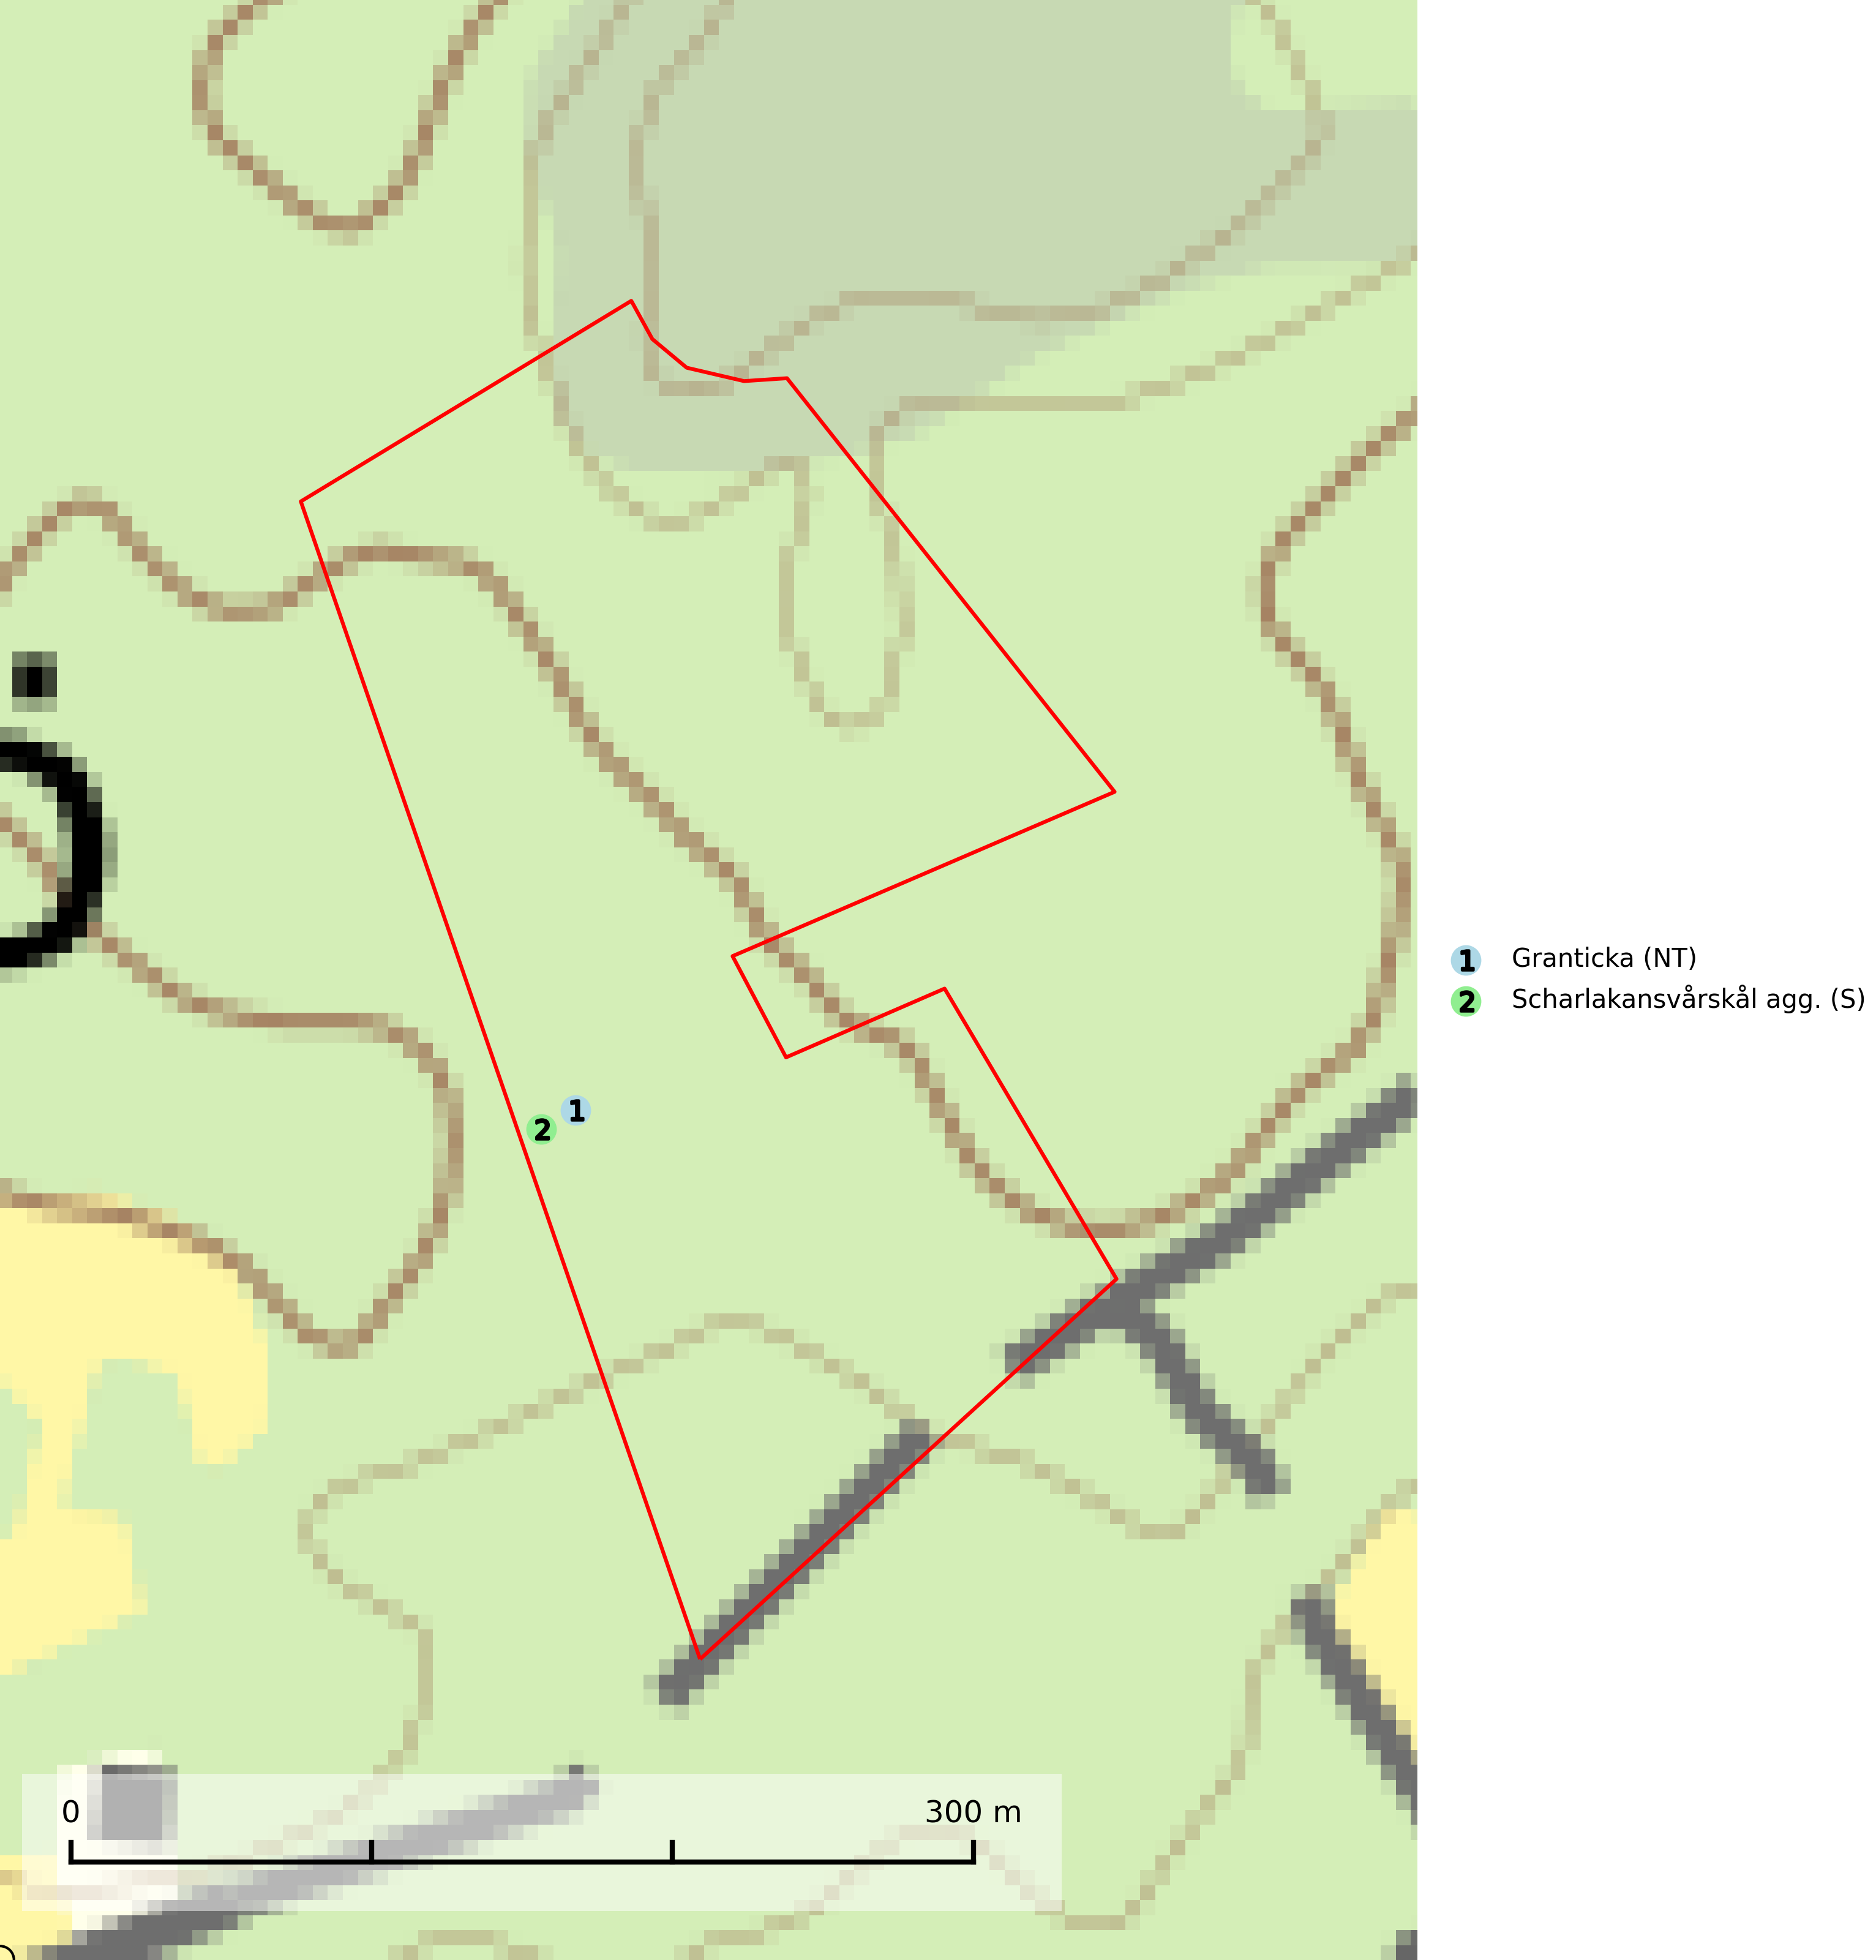 2 1
1 Granticka (NT)
2 Scharlakansvårskål agg. (S)
0 300 m